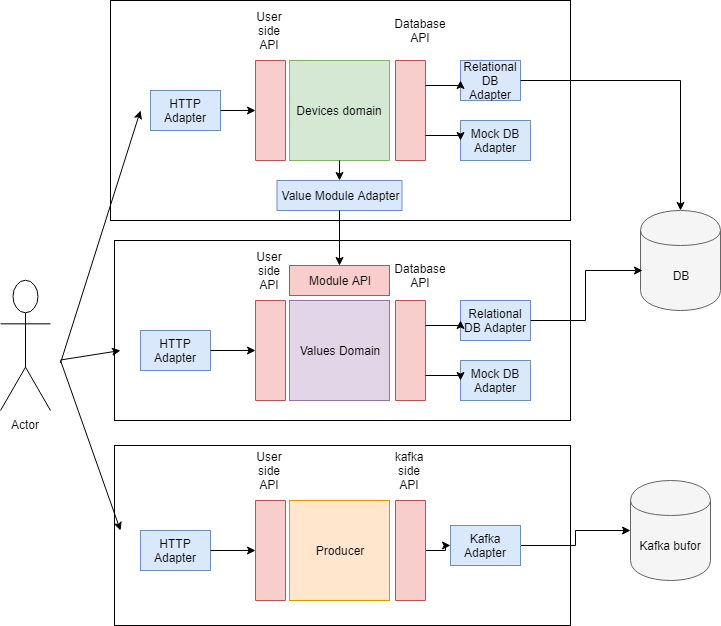 User
side
API
Database
API
HTTP
Adapter
Devices domain
Relational
DB
Adapter
Mock DB
Adapter
Value Module Adapter
User
side
API
Module API
Database
API
HTTP
Adapter
Values Domain
Relational
DB Adapter
Mock DB
Adapter
DB
Actor
User
side
API
kafka
side
API
HTTP
Adapter
Producer
Kafka
Adapter
Kafka bufor